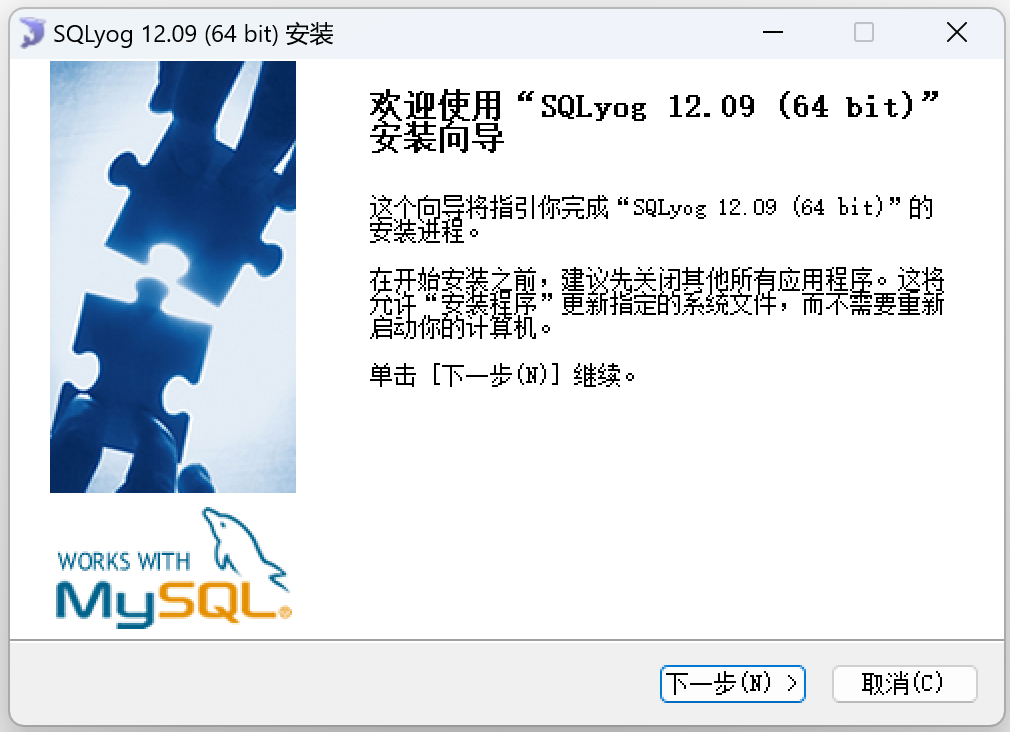 SQLyog 12.09 (64 bit) 安装
欢迎使用“SQLyog 12.09 (64 bit)”
安装向导
这个向导将指引你完成“SQLyog 12.09 (64 bit)”的
安装进程。
在开始安装之前，建议先关闭其他所有应用程序。这将
允许“安装程序”更新指定的系统文件，而不需要重新
启动你的计算机。
单击 [下一步(N)] 继续。
WORKS WITH
MySQL®
下一步(N) >
取消(C)